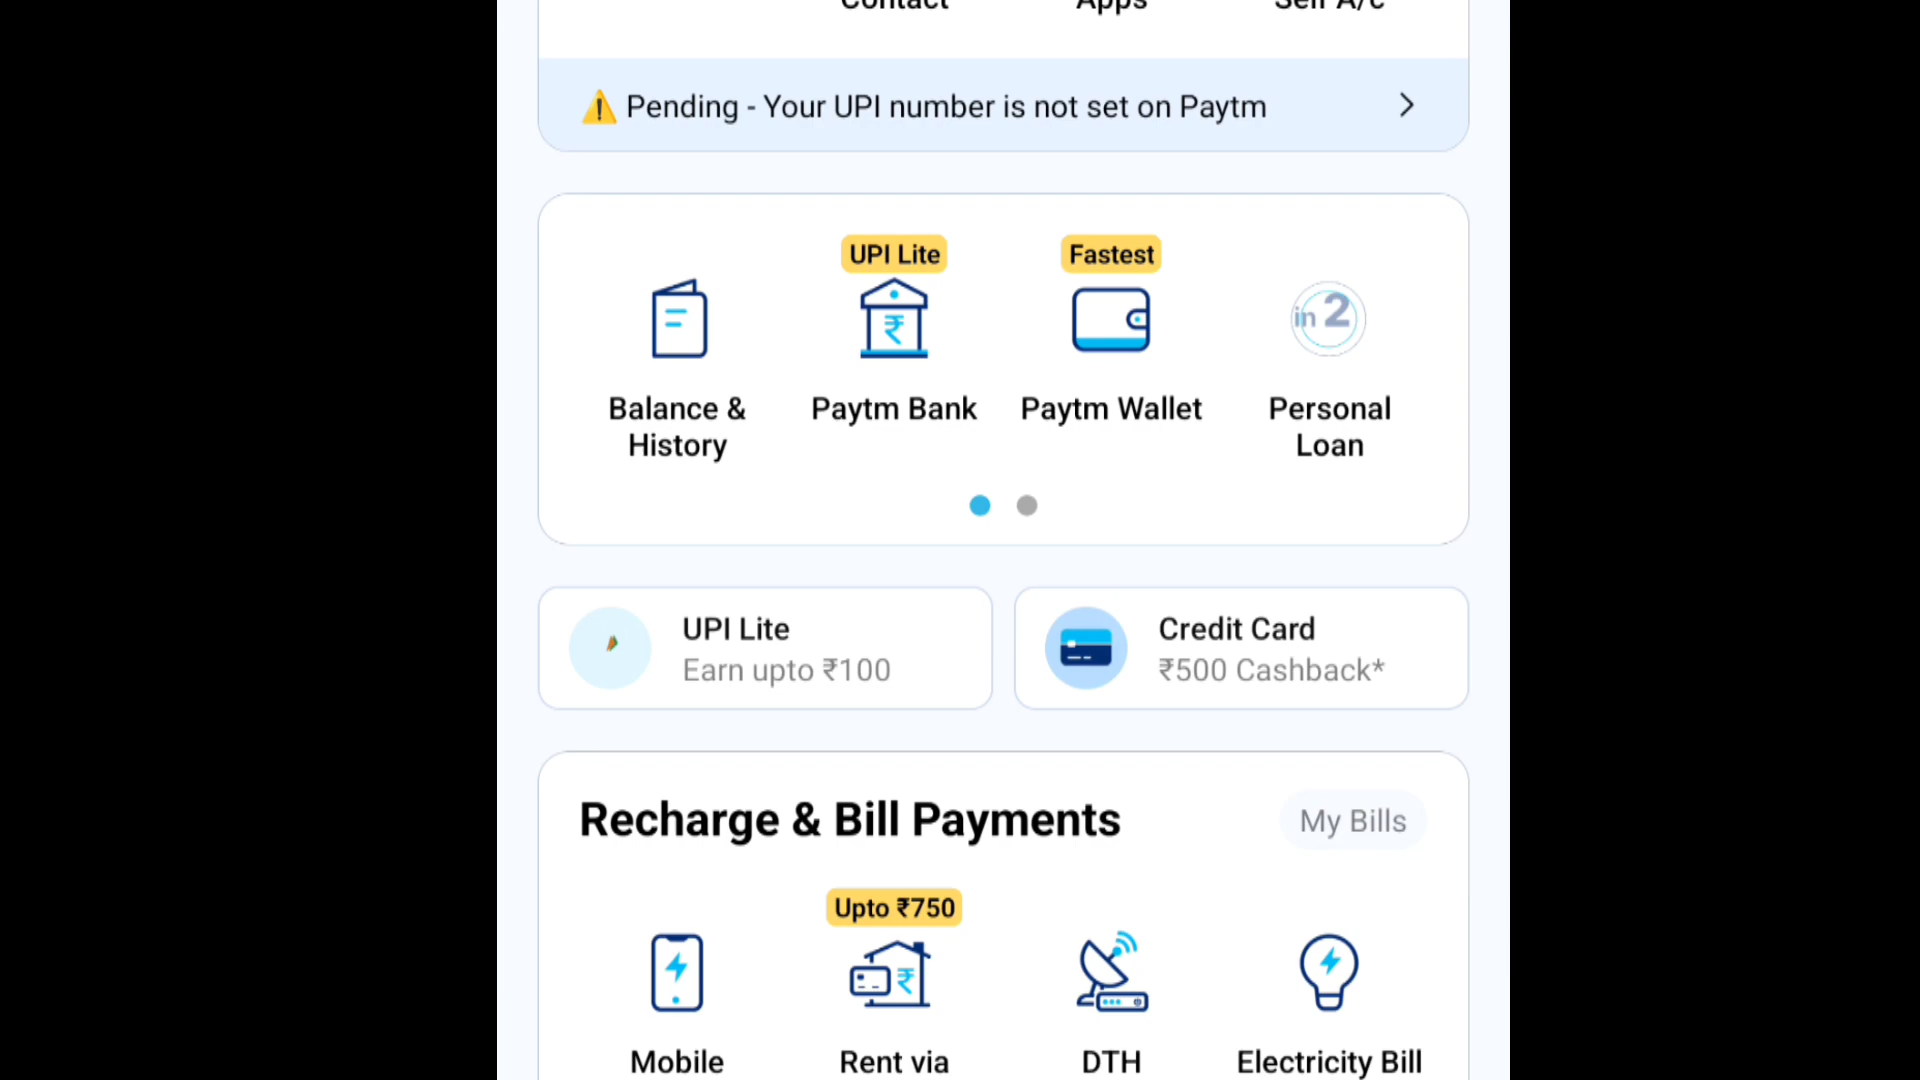 Contact Apps Self A/c
⚠️ Pending - Your UPI number is not set on Paytm
UPI Lite Fastest
in 2
Balance & Paytm Bank Paytm Wallet Personal
History Loan
UPI Lite
Earn upto ₹100
Credit Card
₹500 Cashback*
Recharge & Bill Payments My Bills
Upto ₹750
Mobile Rent via DTH Electricity Bill